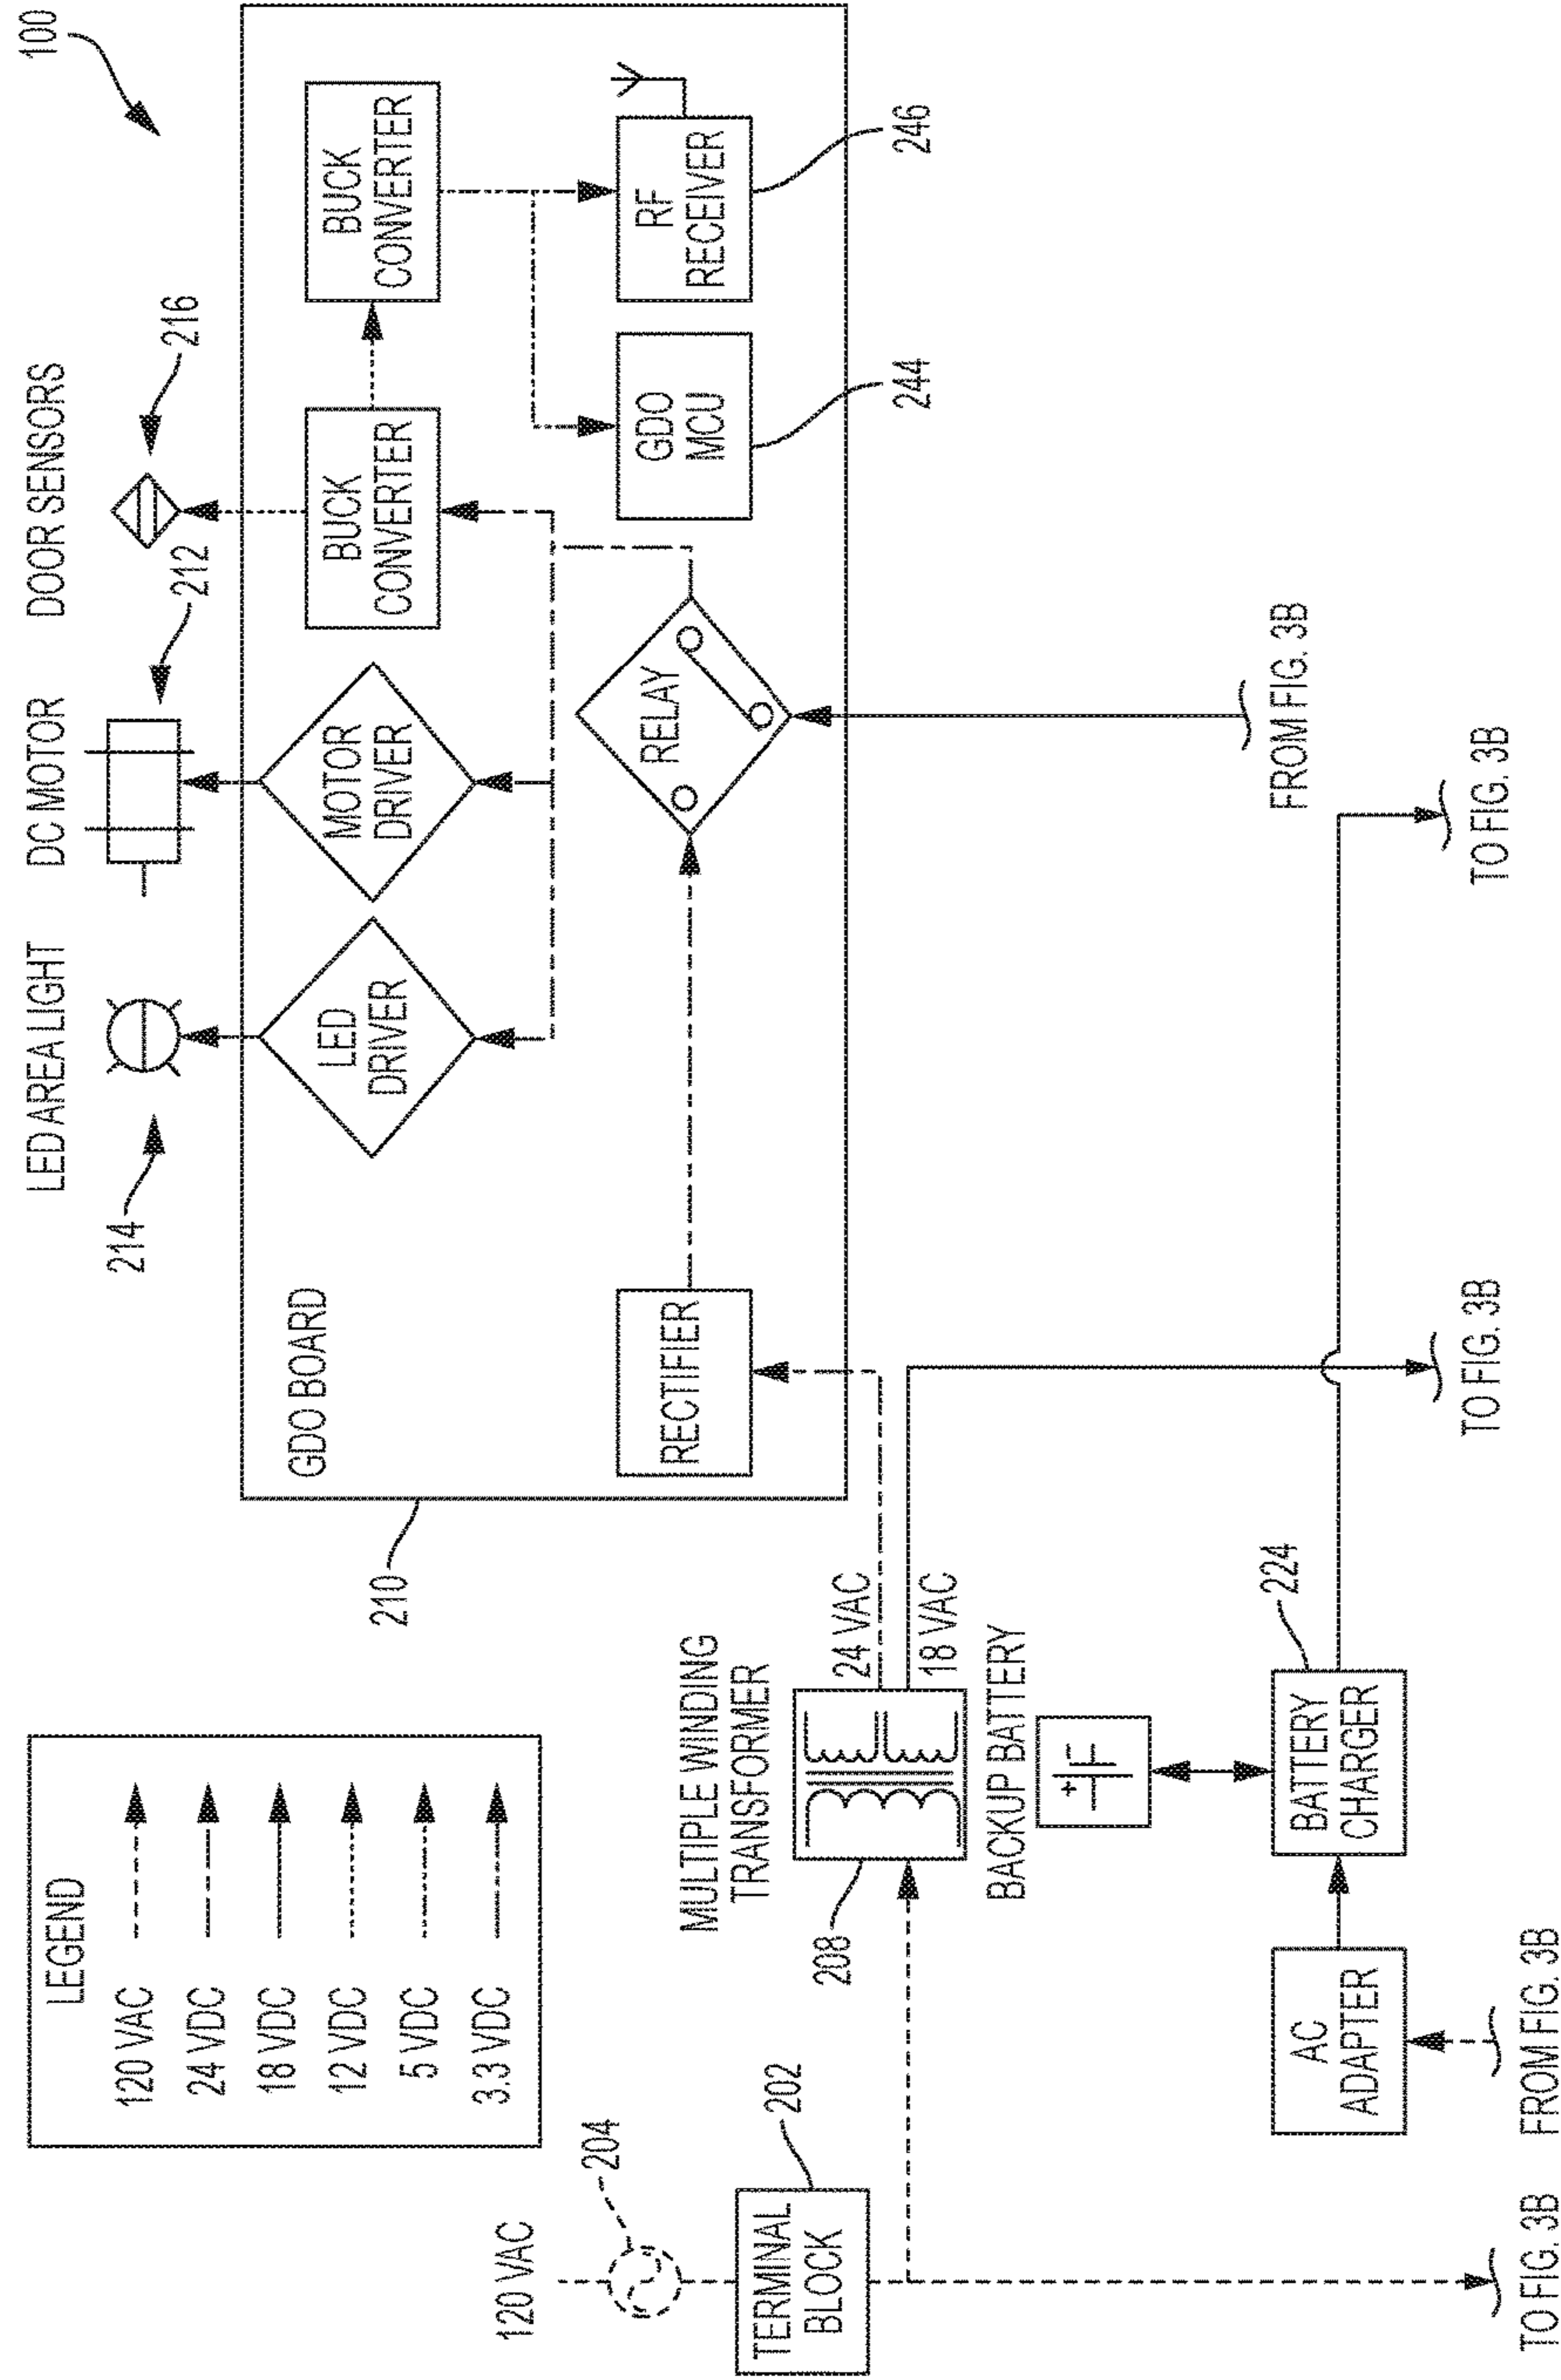 100
LED AREA LIGHT
DC MOTOR
DOOR SENSORS
214
212
216
LEGEND
120 VAC
24 VDC
18 VDC
12 VDC
5 VDC
3.3 VDC
GDO BOARD
210
LED
DRIVER
MOTOR
DRIVER
BUCK
CONVERTER
BUCK
CONVERTER
RECTIFIER
RELAY
GDO
MCU
RF
RECEIVER
244
246
120 VAC
204
TERMINAL
BLOCK
202
MULTIPLE WINDING
TRANSFORMER
208
24 VAC
18 VAC
BACKUP BATTERY
+
AC
ADAPTER
BATTERY
CHARGER
224
FROM FIG. 3B
TO FIG. 3B
TO FIG. 3B
TO FIG. 3B
FROM FIG. 3B